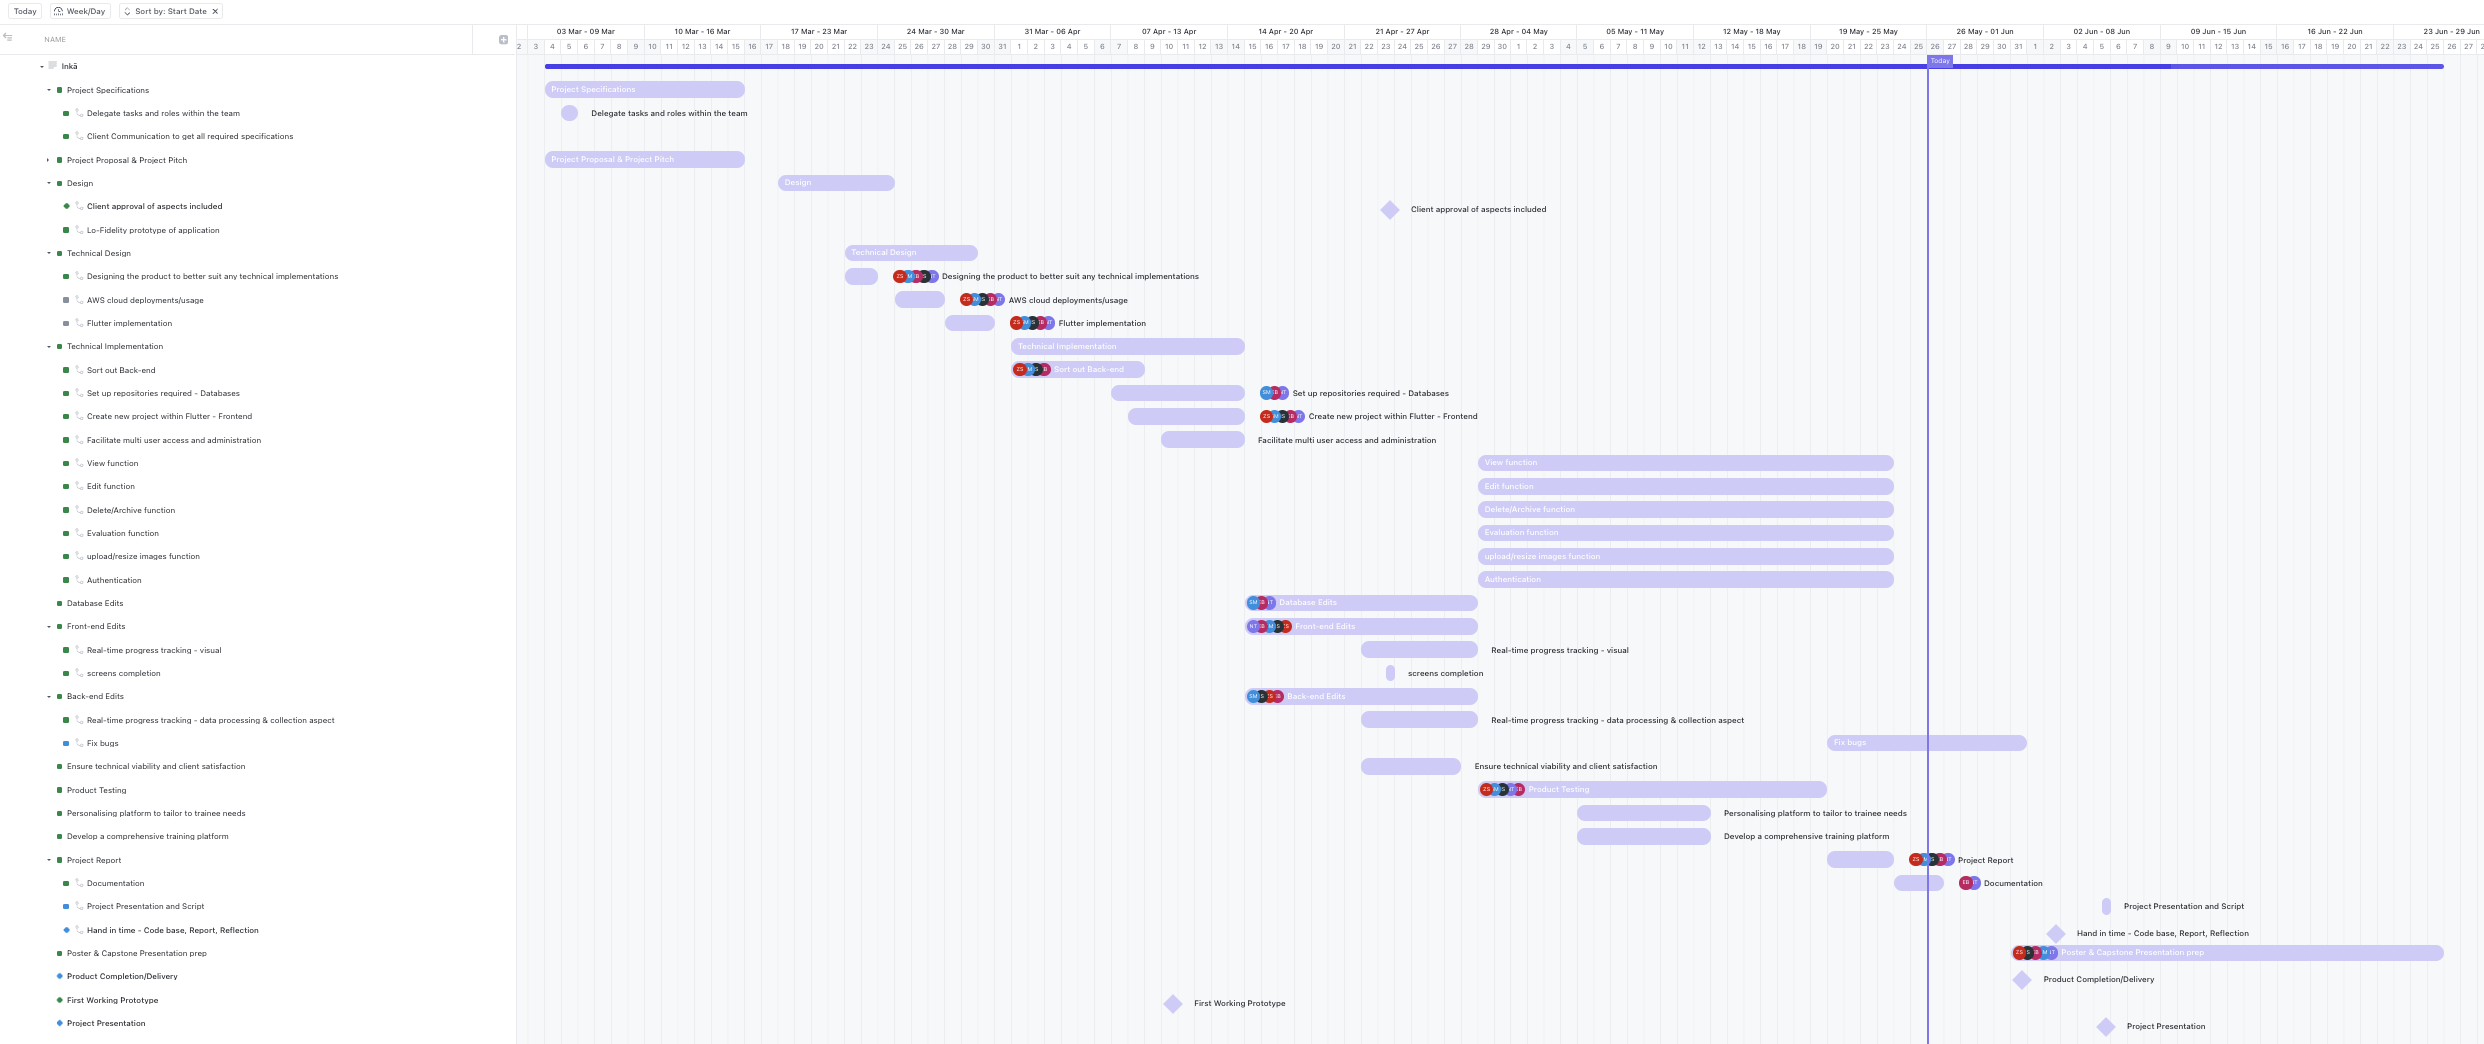 Today Week/Day Sort by: Start Date ✕
NAME
03 Mar - 09 Mar 10 Mar - 16 Mar 17 Mar - 23 Mar 24 Mar - 30 Mar 31 Mar - 06 Apr 07 Apr - 13 Apr 14 Apr - 20 Apr 21 Apr - 27 Apr 28 Apr - 04 May 05 May - 11 May 12 May - 18 May 19 May - 25 May 26 May - 01 Jun 02 Jun - 08 Jun 09 Jun - 15 Jun 16 Jun - 22 Jun 23 Jun - 29 Jun
2 3 4 5 6 7 8 9 10 11 12 13 14 15 16 17 18 19 20 21 22 23 24 25 26 27 28 29 30 31 1 2 3 4 5 6 7 8 9 10 11 12 13 14 15 16 17 18 19 20 21 22 23 24 25 26 27 28 29 30 1 2 3 4 5 6 7 8 9 10 11 12 13 14 15 16 17 18 19 20 21 22 23 24 25 26 27 28 29 30 31 1 2 3 4 5 6 7 8 9 10 11 12 13 14 15 16 17 18 19 20 21 22 23 24 25 26 27
Today
Inkā
Project Specifications Project Specifications
Delegate tasks and roles within the team Delegate tasks and roles within the team
Client Communication to get all required specifications
Project Proposal & Project Pitch Project Proposal & Project Pitch
Design Design
Client approval of aspects included Client approval of aspects included
Lo-Fidelity prototype of application
Technical Design Technical Design
Designing the product to better suit any technical implementations ZS Designing the product to better suit any technical implementations
AWS cloud deployments/usage ZS AWS cloud deployments/usage
Flutter implementation ZS Flutter implementation
Technical Implementation Technical Implementation
Sort out Back-end ZS Sort out Back-end
Set up repositories required - Databases SM Set up repositories required - Databases
Create new project within Flutter - Frontend ZS Create new project within Flutter - Frontend
Facilitate multi user access and administration Facilitate multi user access and administration
View function View function
Edit function Edit function
Delete/Archive function Delete/Archive function
Evaluation function Evaluation function
upload/resize images function upload/resize images function
Authentication Authentication
Database Edits SM Database Edits
Front-end Edits NT Front-end Edits
Real-time progress tracking - visual Real-time progress tracking - visual
screens completion screens completion
Back-end Edits SM Back-end Edits
Real-time progress tracking - data processing & collection aspect Real-time progress tracking - data processing & collection aspect
Fix bugs Fix bugs
Ensure technical viability and client satisfaction Ensure technical viability and client satisfaction
Product Testing ZS Product Testing
Personalising platform to tailor to trainee needs Personalising platform to tailor to trainee needs
Develop a comprehensive training platform Develop a comprehensive training platform
Project Report ZS Project Report
Documentation EB Documentation
Project Presentation and Script Project Presentation and Script
Hand in time - Code base, Report, Reflection Hand in time - Code base, Report, Reflection
Poster & Capstone Presentation prep ZS Poster & Capstone Presentation prep
Product Completion/Delivery Product Completion/Delivery
First Working Prototype First Working Prototype
Project Presentation Project Presentation